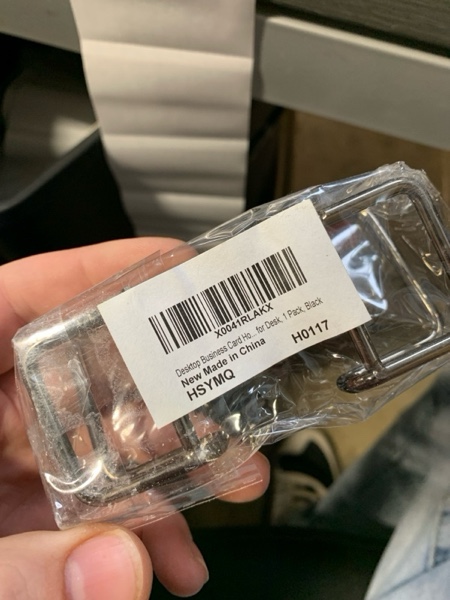 X0041RLAKX
Desktop Business Card Ho... for Desk, 1 Pack, Black
New Made in China
HSYMQ
H0117